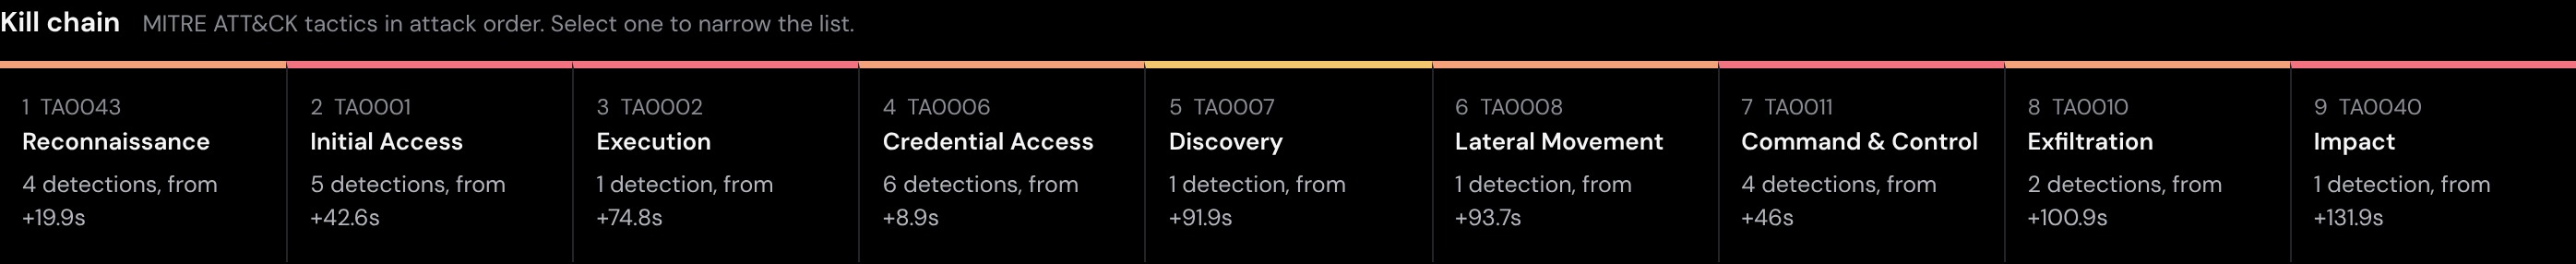 Kill chain MITRE ATT&CK tactics in attack order. Select one to narrow the list.
1 TA0043
Reconnaissance
4 detections, from
+19.9s
2 TA0001
Initial Access
5 detections, from
+42.6s
3 TA0002
Execution
1 detection, from
+74.8s
4 TA0006
Credential Access
6 detections, from
+8.9s
5 TA0007
Discovery
1 detection, from
+91.9s
6 TA0008
Lateral Movement
1 detection, from
+93.7s
7 TA0011
Command & Control
4 detections, from
+46s
8 TA0010
Exfiltration
2 detections, from
+100.9s
9 TA0040
Impact
1 detection, from
+131.9s